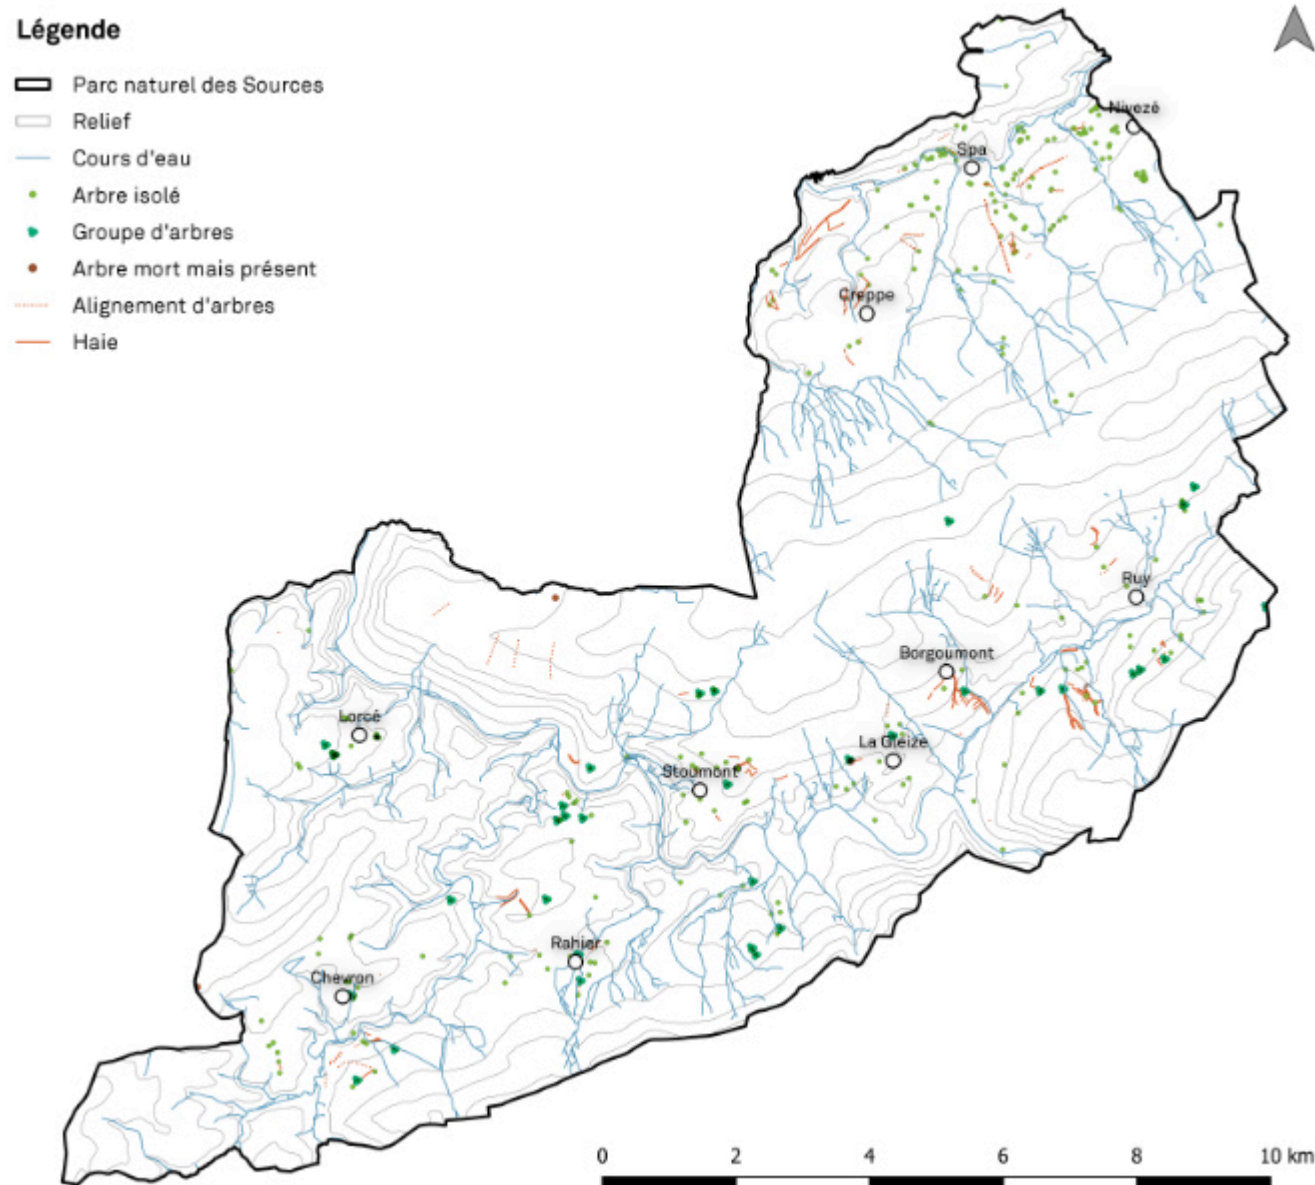 Légende
Parc naturel des Sources
Relief
Cours d'eau
Arbre isolé
Groupe d'arbres
Arbre mort mais présent
Alignement d'arbres
Haie
Nivezé
Spa
Creppe
Ruy
Borgoumont
Lorcé
La Gleize
Stoumont
Rahier
Chevron
0 2 4 6 8 10 km